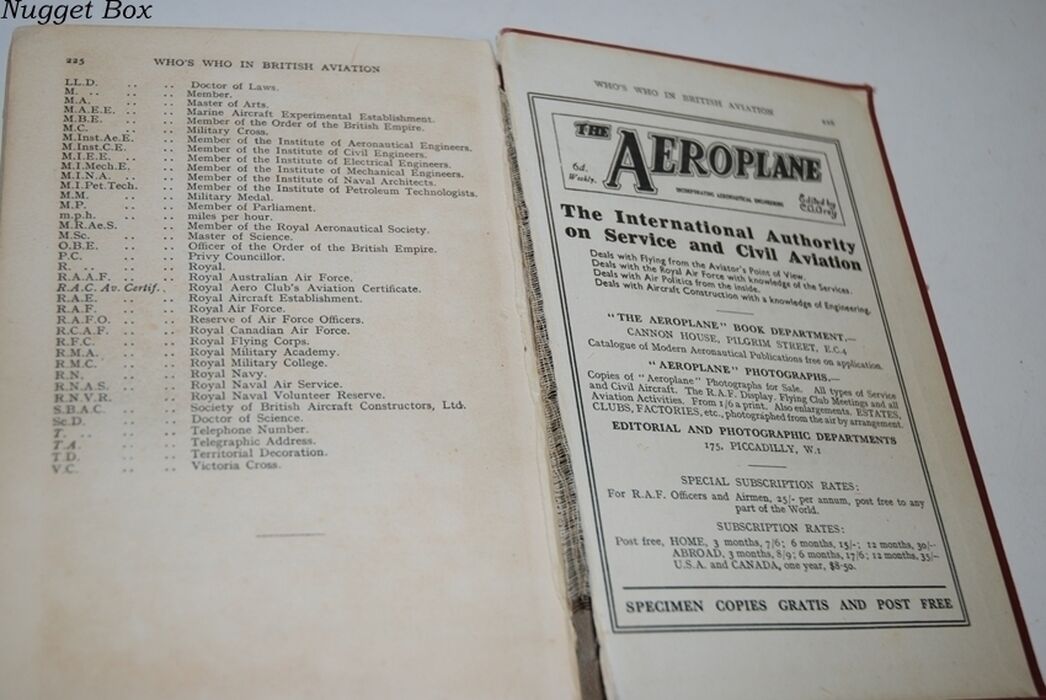 Nugget Box
225 WHO'S WHO IN BRITISH AVIATION
LL.D. .. .. Doctor of Laws.
M. .. .. Member.
M.A. .. .. Master of Arts.
M.A.E.E. .. .. Marine Aircraft Experimental Establishment.
M.B.E. .. .. Member of the Order of the British Empire.
M.C. .. .. Military Cross.
M.Inst.Ae.E. .. Member of the Institute of Aeronautical Engineers.
M.Inst.C.E. .. Member of the Institute of Civil Engineers.
M.I.E.E. .. .. Member of the Institute of Electrical Engineers.
M.I.Mech.E. .. Member of the Institute of Mechanical Engineers.
M.I.N.A. .. .. Member of the Institute of Naval Architects.
M.I.Pet.Tech. .. Member of the Institute of Petroleum Technologists.
M.M. .. .. Military Medal.
M.P. .. .. Member of Parliament.
m.p.h. .. .. miles per hour.
M.R.Ae.S. .. .. Member of the Royal Aeronautical Society.
M.Sc. .. .. Master of Science.
O.B.E. .. .. Officer of the Order of the British Empire.
P.C. .. .. Privy Councillor.
R. .. .. Royal.
R.A.A.F. .. .. Royal Australian Air Force.
R.A.C. Av. Certif. .. Royal Aero Club's Aviation Certificate.
R.A.E. .. .. Royal Aircraft Establishment.
R.A.F. .. .. Royal Air Force.
R.A.F.O. .. .. Reserve of Air Force Officers.
R.C.A.F. .. .. Royal Canadian Air Force.
R.F.C. .. .. Royal Flying Corps.
R.M.A. .. .. Royal Military Academy.
R.M.C. .. .. Royal Military College.
R.N. .. .. Royal Navy.
R.N.A.S. .. .. Royal Naval Air Service.
R.N.V.R. .. .. Royal Naval Volunteer Reserve.
S.B.A.C. .. .. Society of British Aircraft Constructors, Ltd.
Sc.D. .. .. Doctor of Science.
T. .. .. Telephone Number.
T.A. .. .. Telegraphic Address.
T.D. .. .. Territorial Decoration.
V.C. .. .. Victoria Cross.
WHO'S WHO IN BRITISH AVIATION 226
THE AEROPLANE
6d. Weekly.
INCORPORATING AERONAUTICAL ENGINEERING
Edited by C.G.Grey
The International Authority
on Service and Civil Aviation
Deals with Flying from the Aviator's Point of View.
Deals with the Royal Air Force with knowledge of the Services.
Deals with Air Politics from the inside.
Deals with Aircraft Construction with a knowledge of Engineering.
"THE AEROPLANE" BOOK DEPARTMENT,—
CANNON HOUSE, PILGRIM STREET, E.C.4
Catalogue of Modern Aeronautical Publications free on application.
"AEROPLANE" PHOTOGRAPHS,—
Copies of "Aeroplane" Photographs for Sale. All types of Service
and Civil Aircraft. The R.A.F. Display. Flying Club Meetings and all
Aviation Activities. From 1/6 a print. Also enlargements. ESTATES,
CLUBS, FACTORIES, etc., photographed from the air by arrangement.
EDITORIAL AND PHOTOGRAPHIC DEPARTMENTS
175, PICCADILLY, W.1
SPECIAL SUBSCRIPTION RATES:
For R.A.F. Officers and Airmen, 25/- per annum, post free to any
part of the World.
SUBSCRIPTION RATES:
Post free, HOME, 3 months, 7/6; 6 months, 15/-; 12 months, 30/--
ABROAD, 3 months, 8/9; 6 months, 17/6; 12 months, 35/-
U.S.A. and CANADA, one year, $8·50.
SPECIMEN COPIES GRATIS AND POST FREE